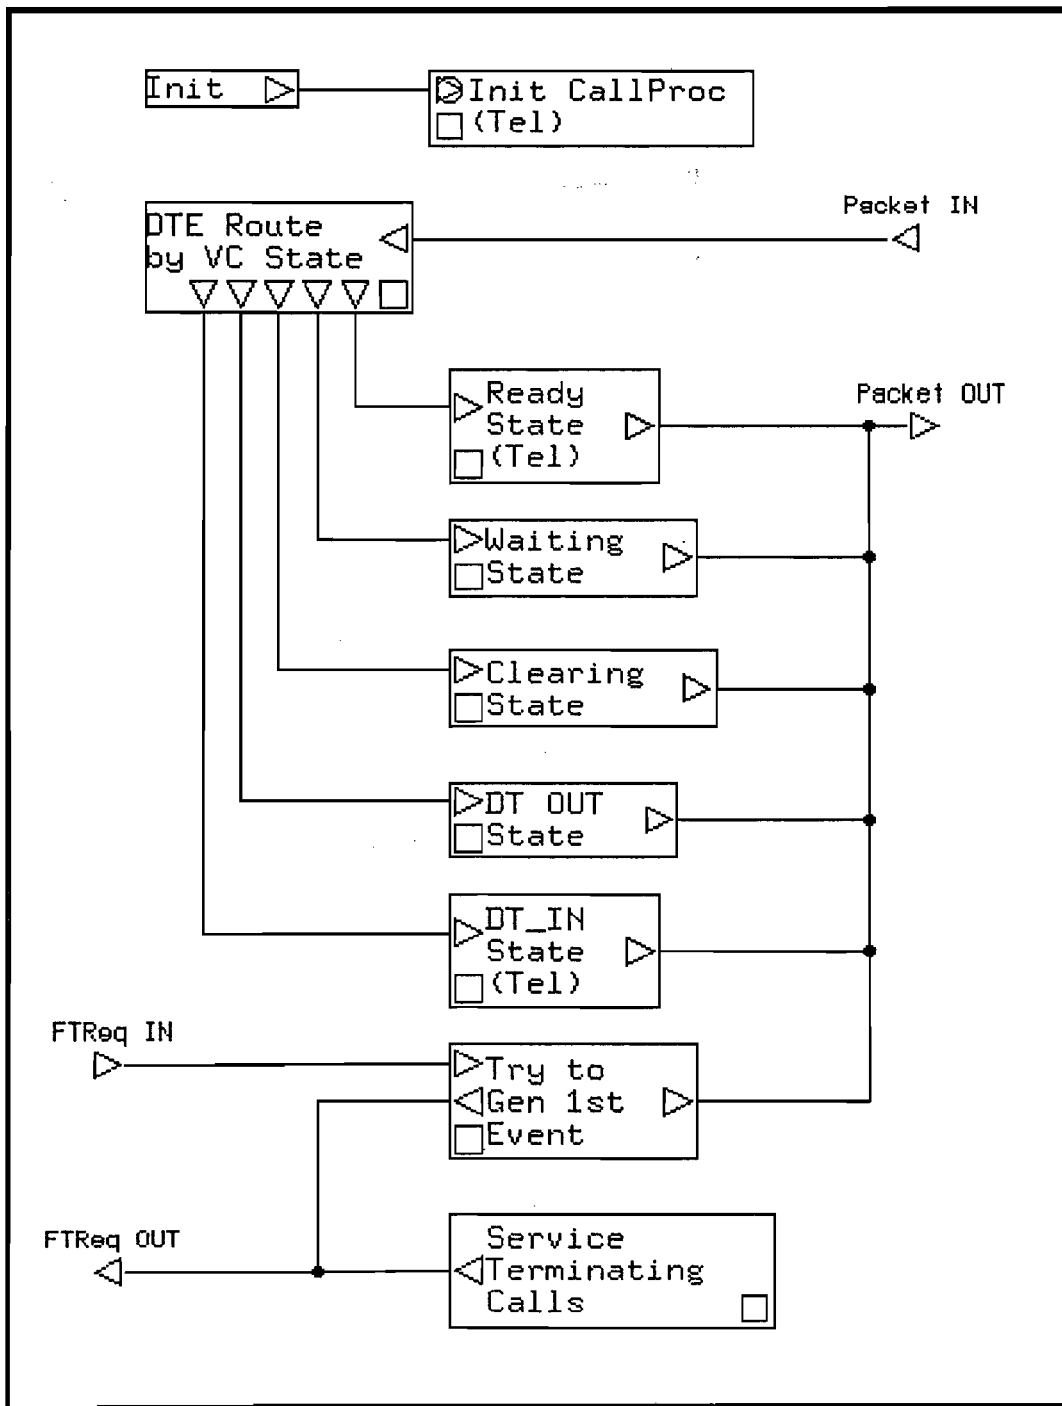 Init
Init CallProc
(Tel)
Packet IN
DTE Route
by VC State
Ready
State
(Tel)
Packet OUT
Waiting
State
Clearing
State
DT OUT
State
DT_IN
State
(Tel)
FTReq IN
Try to
Gen 1st
Event
FTReq OUT
Service
Terminating
Calls